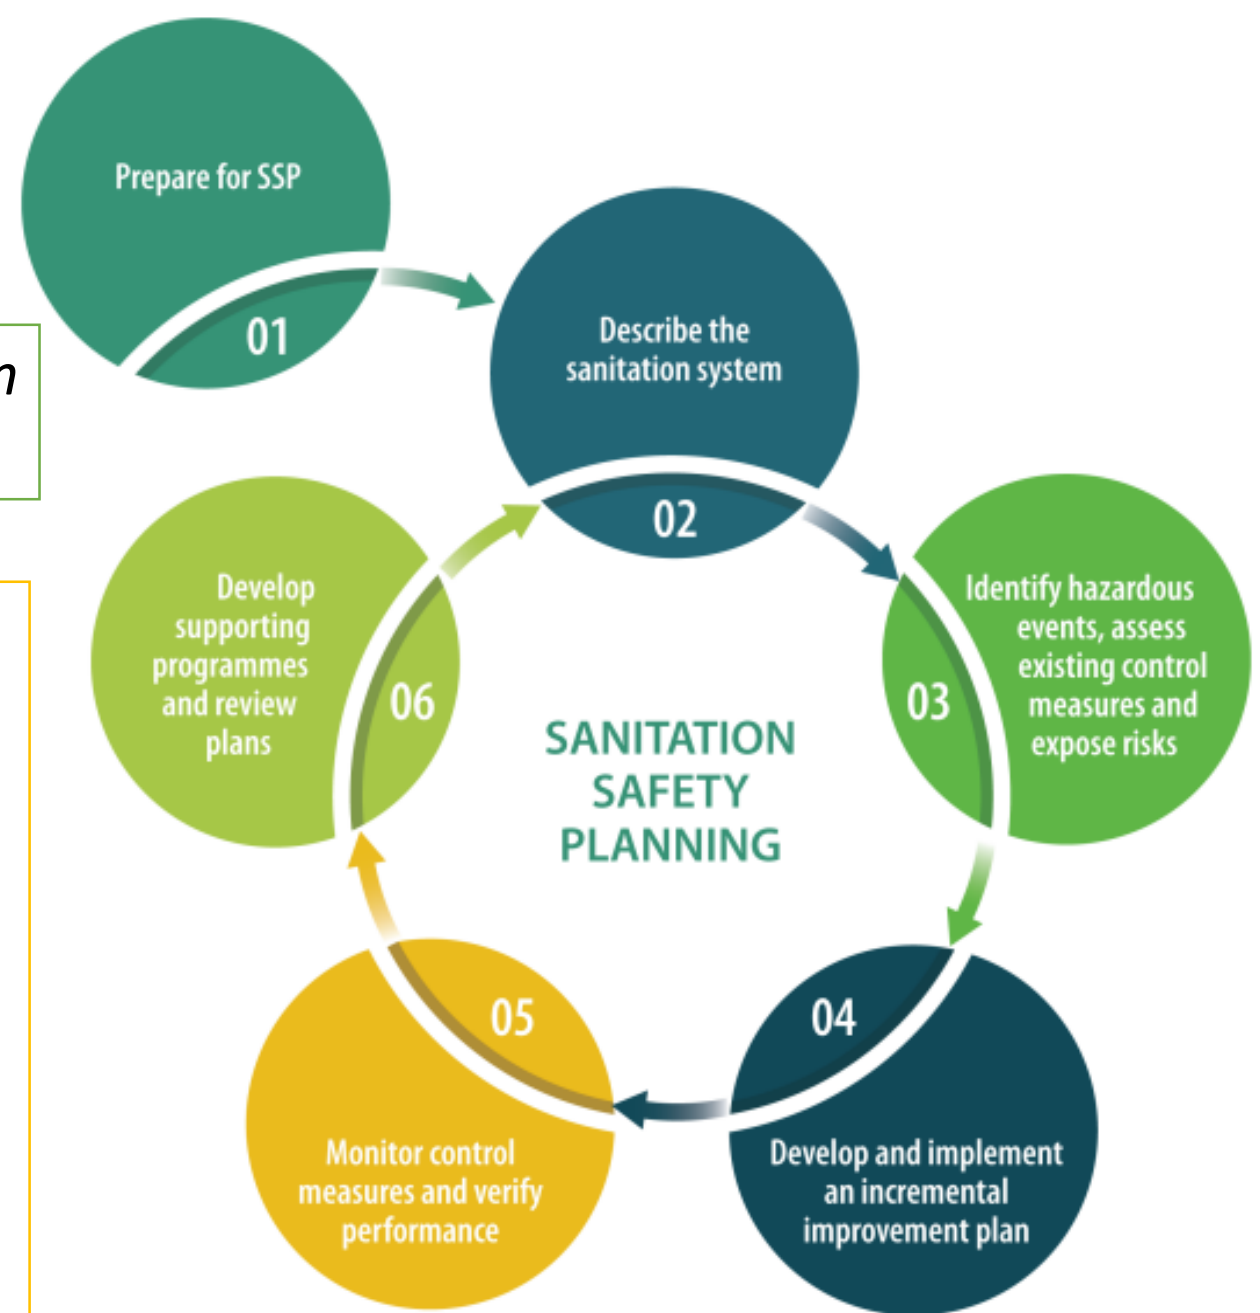 Prepare for SSP
01
Describe the
sanitation system
02
Identify hazardous
events, assess
existing control
measures and
expose risks
03
Develop and implement
an incremental
improvement plan
04
Monitor control
measures and verify
performance
05
Develop
supporting
programmes
and review
plans
06
SANITATION
SAFETY
PLANNING